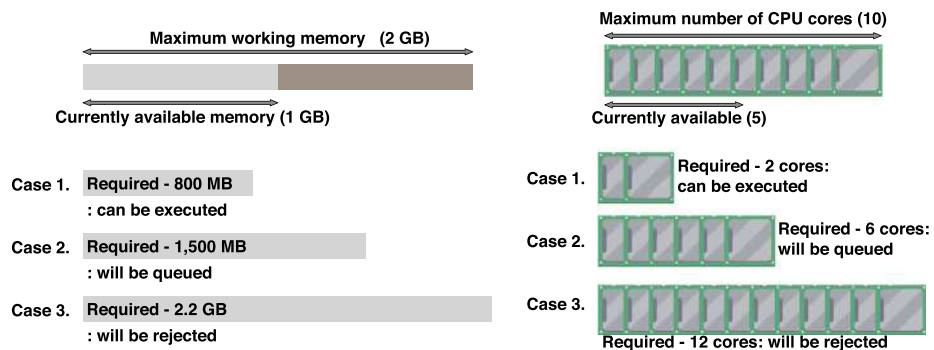 Maximum working memory (2 GB)
Currently available memory (1 GB)
Case 1. Required - 800 MB
: can be executed
Case 2. Required - 1,500 MB
: will be queued
Case 3. Required - 2.2 GB
: will be rejected
Maximum number of CPU cores (10)
Currently available (5)
Case 1.
Required - 2 cores:
can be executed
Case 2.
Required - 6 cores:
will be queued
Case 3.
Required - 12 cores: will be rejected